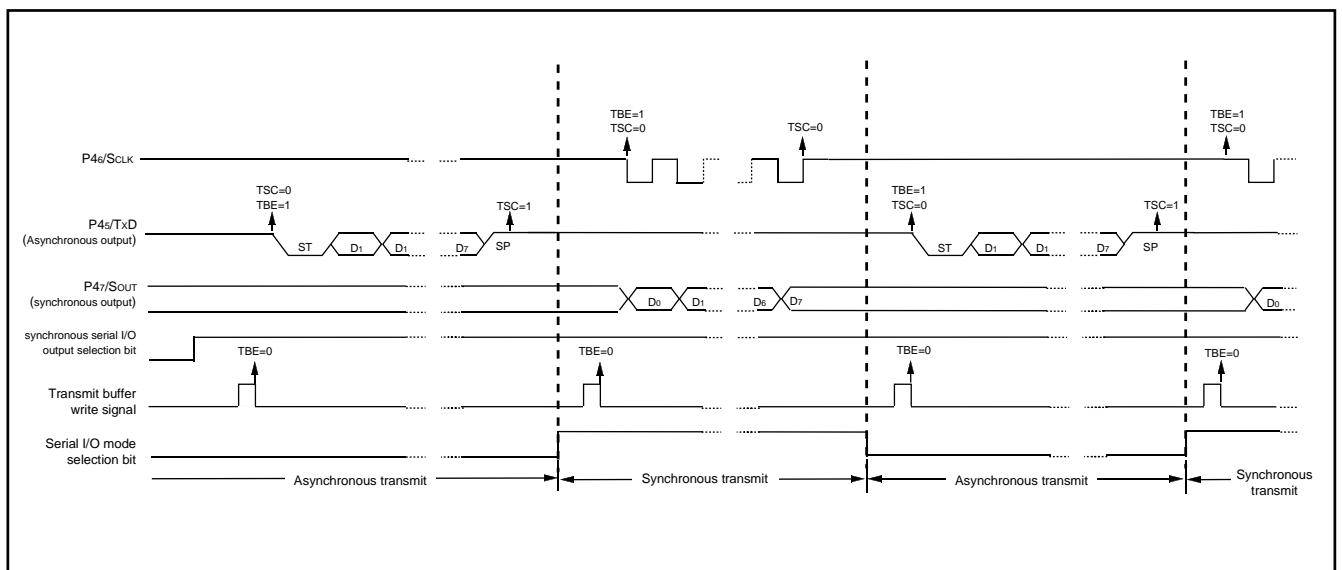 TBE=1
TSC=0
TSC=0
TBE=1
TSC=0
P46/SCLK
TSC=0
TBE=1
TSC=1
TBE=1
TSC=0
TSC=1
P45/TxD
(Asynchronous output)
ST D1 D1 D7 SP
ST D1 D1 D7 SP
P47/SOUT
(synchronous output)
D0 D1 D6 D7 D0
synchronous serial I/O
output selection bit
TBE=0 TBE=0 TBE=0 TBE=0
Transmit buffer
write signal
Serial I/O mode
selection bit
Asynchronous transmit
Synchronous transmit
Asynchronous transmit
Synchronous
transmit